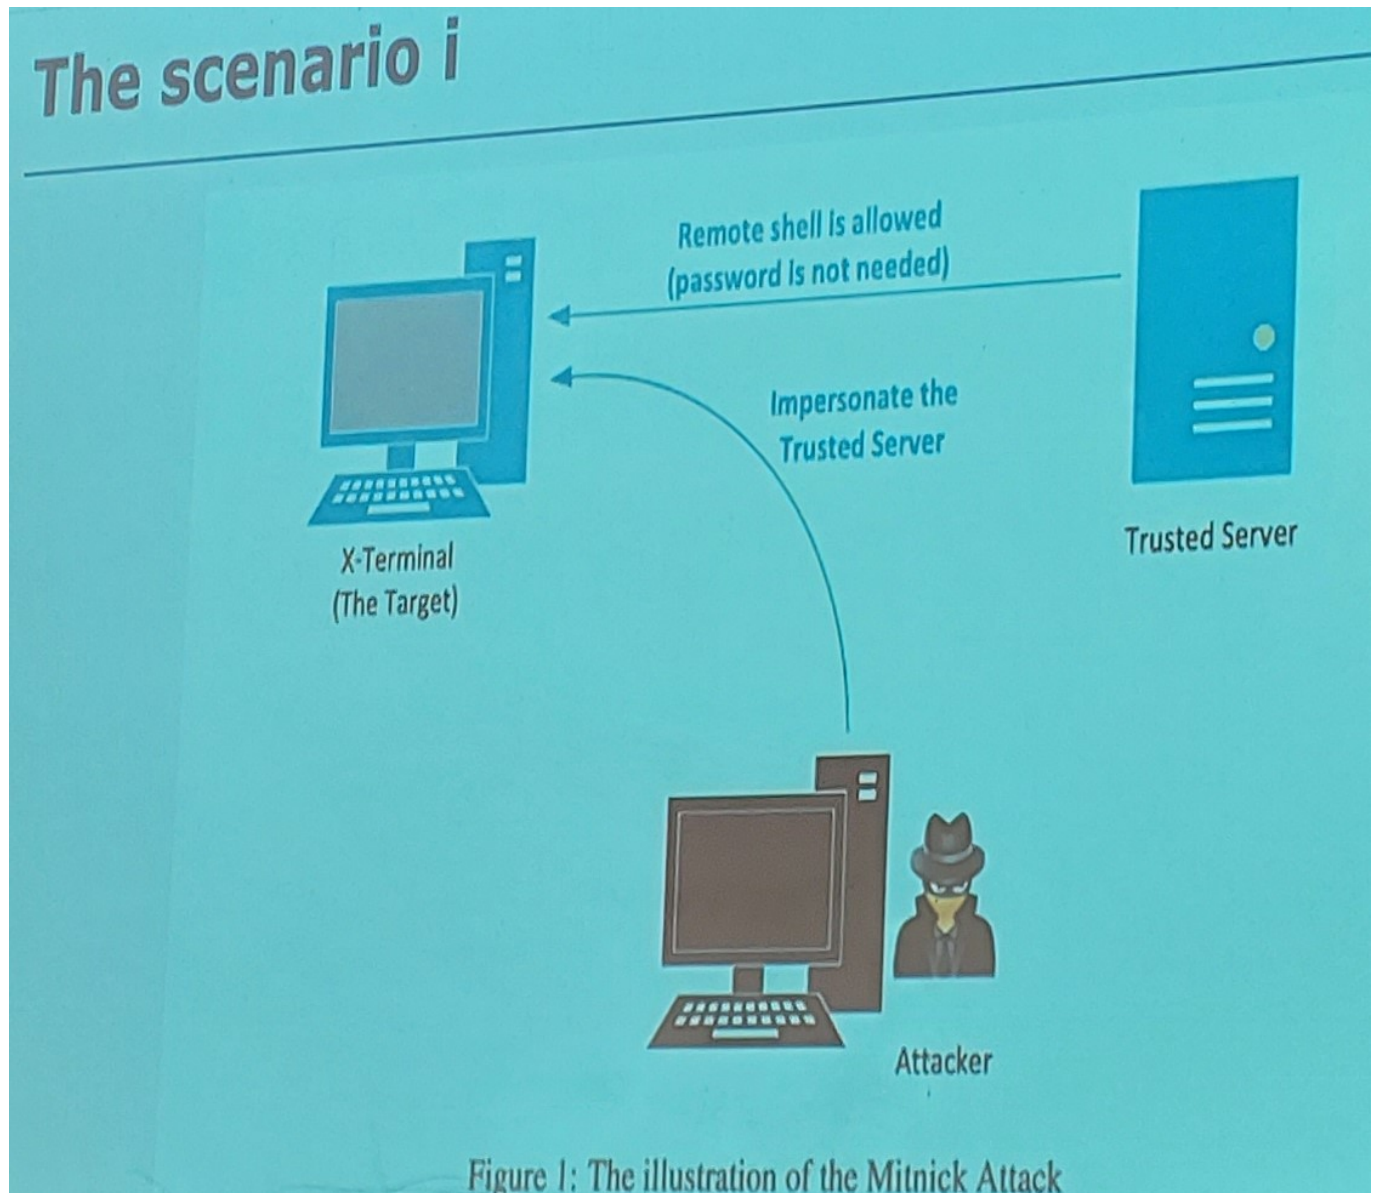 The scenario i
Remote shell is allowed
(password is not needed)
Impersonate the
Trusted Server
Trusted Server
X-Terminal
(The Target)
Attacker
Figure 1: The illustration of the Mitnick Attack